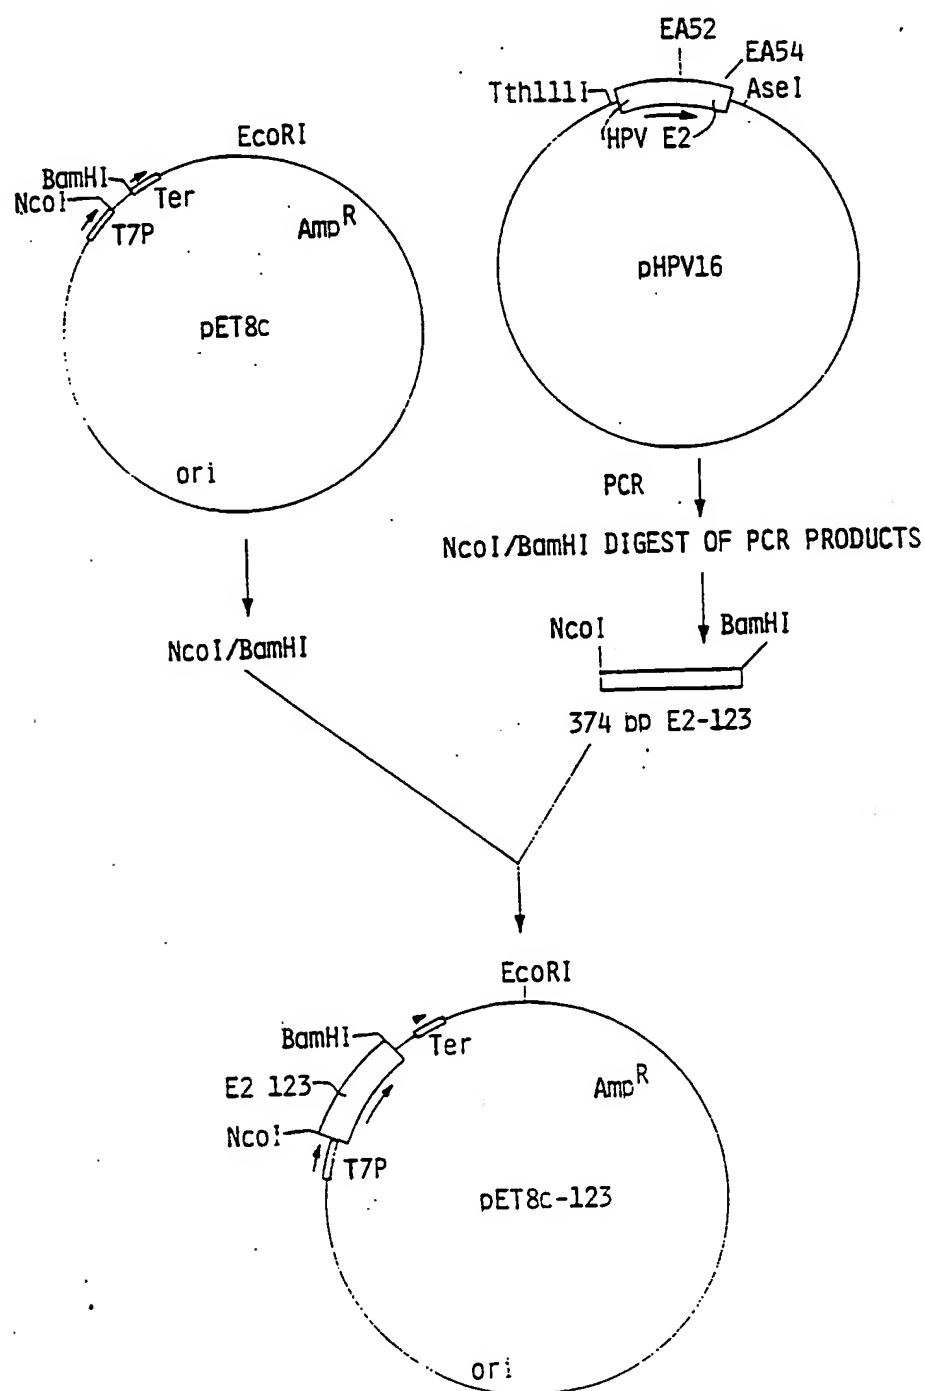 EA52
EA54
Tth111I
AseI
HPV E2
pHPV16
EcoRI
BamHI
NcoI
Ter
T7P
Amp^R
pET8c
ori
PCR
NcoI/BamHI DIGEST OF PCR PRODUCTS
NcoI/BamHI
NcoI
BamHI
374 bp E2-123
EcoRI
BamHI
Ter
E2 123
Amp^R
NcoI
T7P
pET8c-123
ori